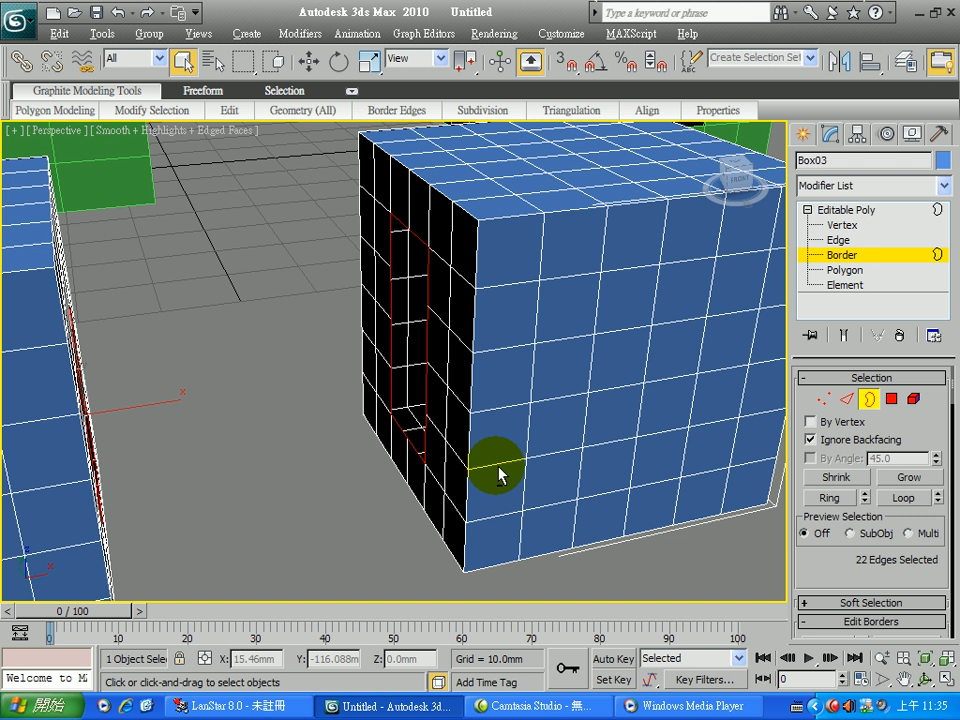 Autodesk 3ds Max 2010 Untitled
Type a keyword or phrase
Edit Tools Group Views Create Modifiers Animation Graph Editors Rendering Customize MAXScript Help
All View 3 Create Selection Set
Graphite Modeling Tools Freeform Selection
Polygon Modeling Modify Selection Edit Geometry (All) Border Edges Subdivision Triangulation Align Properties
[ + ] [ Perspective ] [ Smooth + Highlights + Edged Faces ]
FRONT
x
x
Box03
Modifier List
Editable Poly
Vertex
Edge
Border
Polygon
Element
- Selection
By Vertex
Ignore Backfacing
By Angle: 45.0
Shrink Grow
Ring Loop
Preview Selection
Off SubObj Multi
22 Edges Selected
+ Soft Selection
- Edit Borders
< 0 / 100 >
0 10 20 30 40 50 60 70 80 90 100
1 Object Sele X: 15.46mm Y: -116.088m Z: 0.0mm Grid = 10.0mm Auto Key Selected
Welcome to M Click or click-and-drag to select objects Add Time Tag Set Key Key Filters... 0
開始 LanStar 8.0 - 未註冊 Untitled - Autodesk 3d... Camtasia Studio - 無... Windows Media Player 上午 11:35